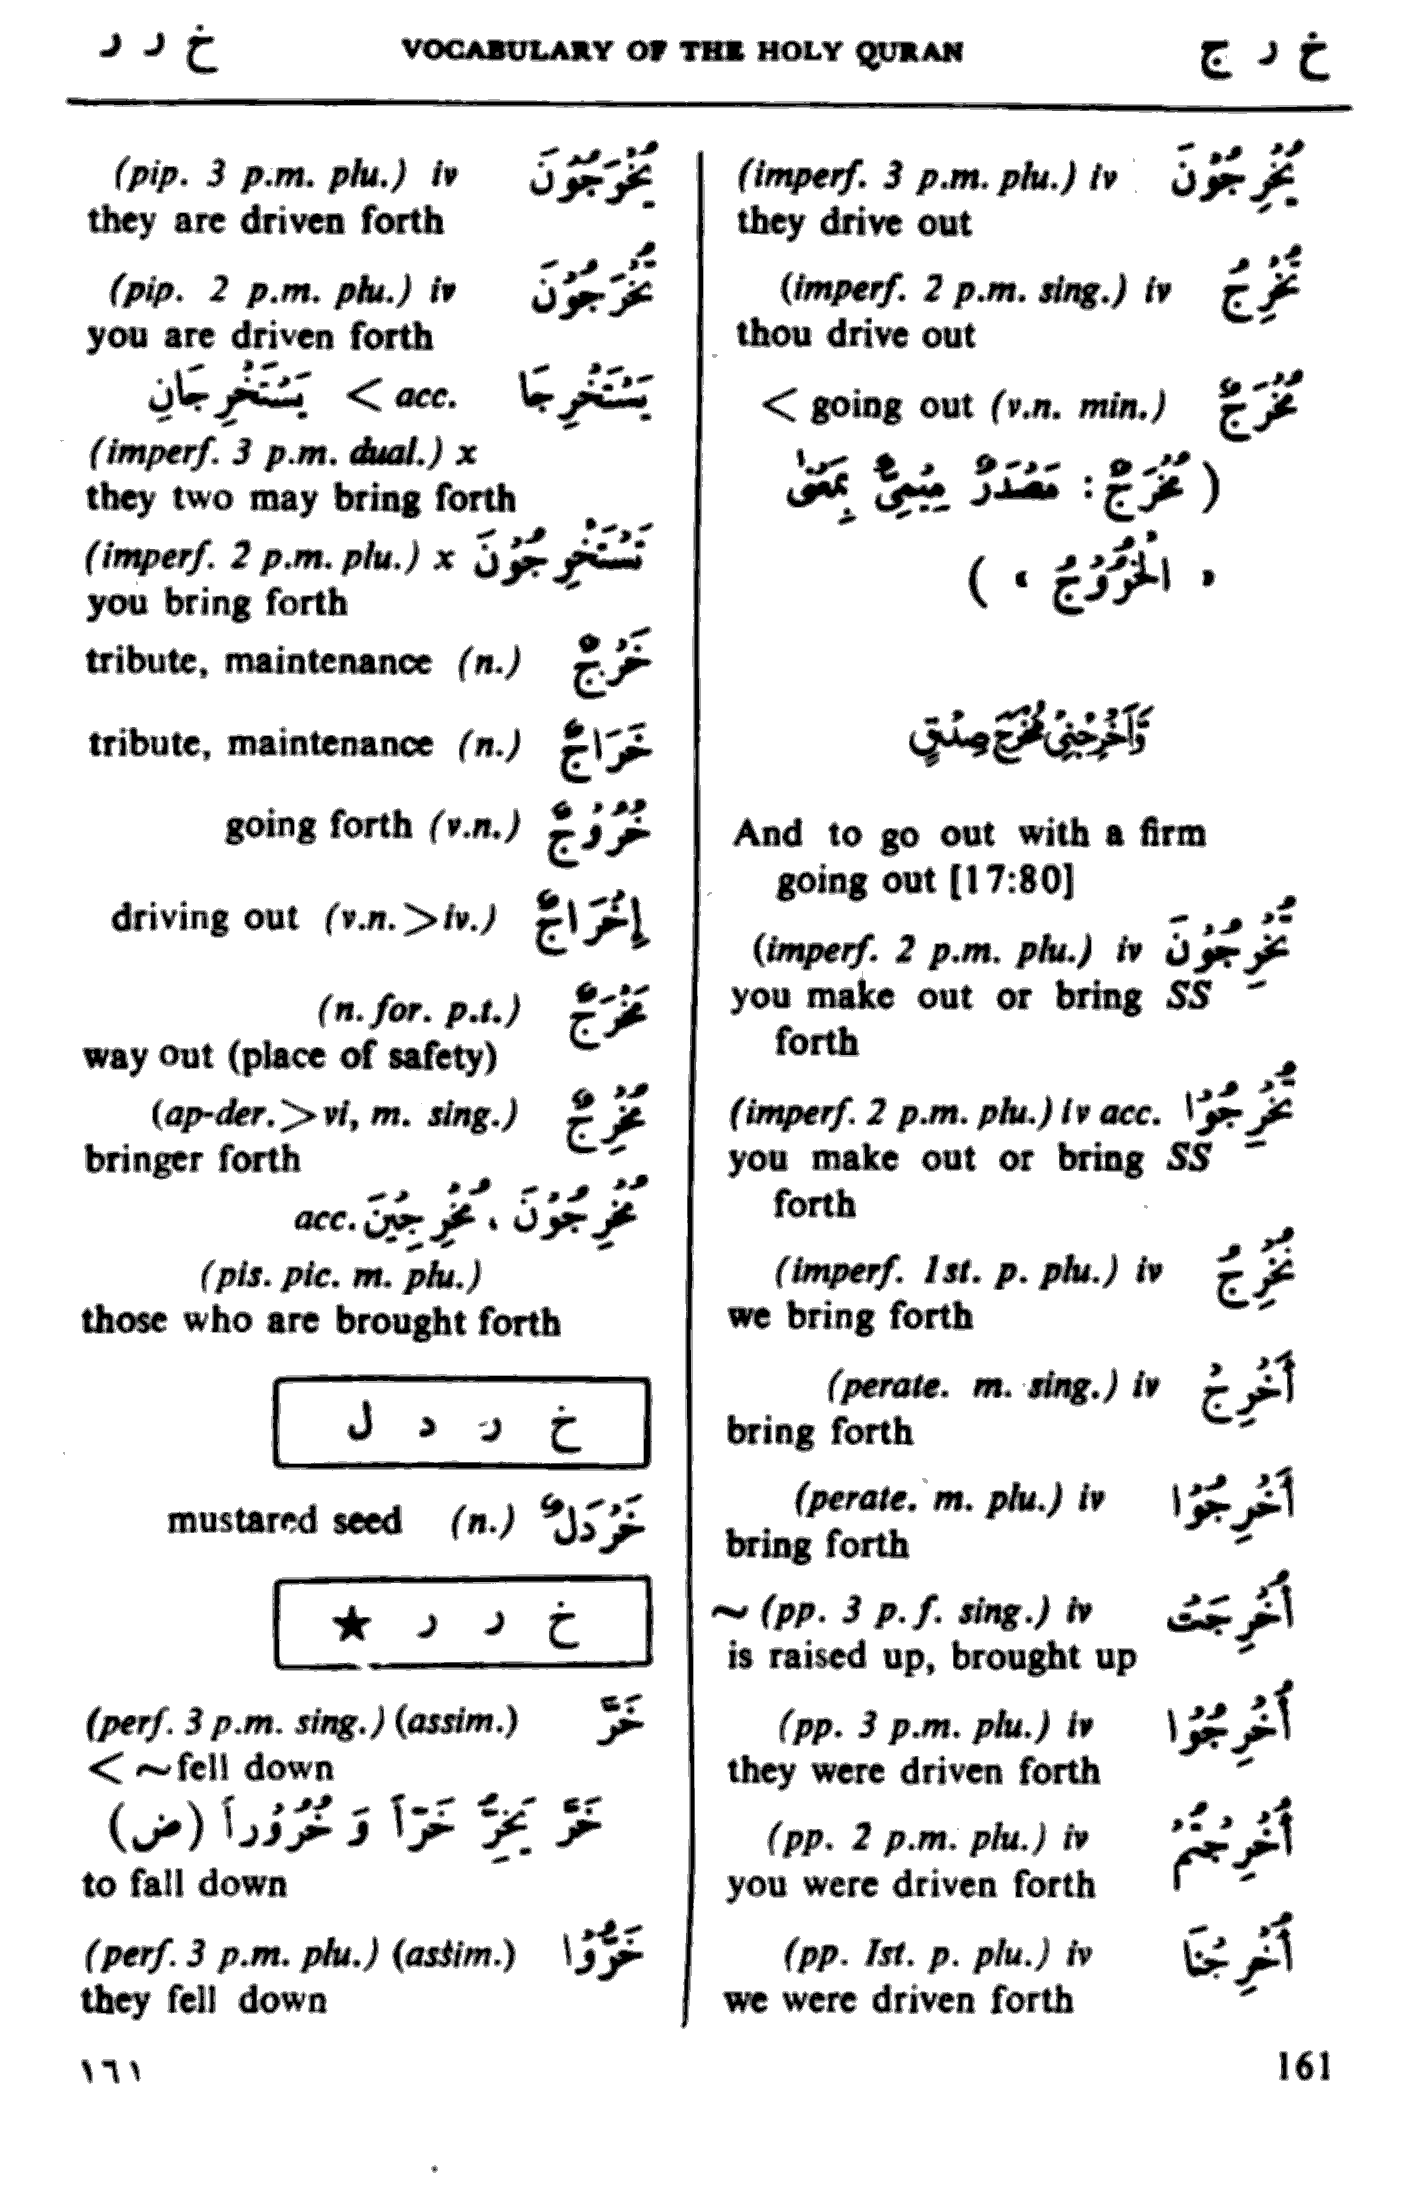 خ ر ر VOCABULARY OF THE HOLY QURAN خ ر ج
(imperf. 3 p.m. plu.) iv يُخْرِجُوْنَ
they drive out
(imperf. 2 p.m. sing.) iv تُخْرِجُ
thou drive out
< going out (v.n. min.) مُخْرَجٌ
( مُخْرَجٌ : مَصْدَرٌ مِيْمِىٌّ بِمَعْنٰى
« الْخُرُوْجُ » )
وَّأَخْرِجْنِىْ مُخْرَجَ صِدْقٍ
And to go out with a firm
going out [17:80]
(imperf. 2 p.m. plu.) iv تُخْرِجُوْنَ
you make out or bring SS
forth
(imperf. 2 p.m. plu.) iv acc. تُخْرِجُوْا
you make out or bring SS
forth
(imperf. 1st. p. plu.) iv نُخْرِجُ
we bring forth
(perate. m. sing.) iv أَخْرِجْ
bring forth
(perate. m. plu.) iv أَخْرِجُوْا
bring forth
~ (pp. 3 p.f. sing.) iv أُخْرِجَتْ
is raised up, brought up
(pp. 3 p.m. plu.) iv أُخْرِجُوْا
they were driven forth
(pp. 2 p.m. plu.) iv أُخْرِجْتُمْ
you were driven forth
(pp. Ist. p. plu.) iv أُخْرِجْنَا
we were driven forth
(pip. 3 p.m. plu.) iv يُخْرَجُوْنَ
they are driven forth
(pip. 2 p.m. plu.) iv تُخْرَجُوْنَ
you are driven forth
يَسْتَخْرِجَانِ < acc. يَسْتَخْرِجَا
(imperf. 3 p.m. dual.) x
they two may bring forth
(imperf. 2 p.m. plu.) x تَسْتَخْرِجُوْنَ
you bring forth
tribute, maintenance (n.) خَرْجٌ
tribute, maintenance (n.) خَرَاجٌ
going forth (v.n.) خُرُوْجٌ
driving out (v.n.>iv.) إِخْرَاجٌ
(n. for. p.t.) مَخْرَجٌ
way out (place of safety)
(ap-der.>vi, m. sing.) مُخْرِجٌ
bringer forth
acc. مُخْرِجِيْنَ ، مُخْرِجُوْنَ
(pis. pic. m. plu.)
those who are brought forth
خ ر د ل
mustared seed (n.) خَرْدَلٌ
خ ر ر ★
(perf. 3 p.m. sing.) (assim.) خَرَّ
< ~fell down
خَرَّ يَخِرُّ خَرّاً وَ خُرُوْراً (ض)
to fall down
(perf. 3 p.m. plu.) (assim.) خَرُّوْا
they fell down
١٦١ 161